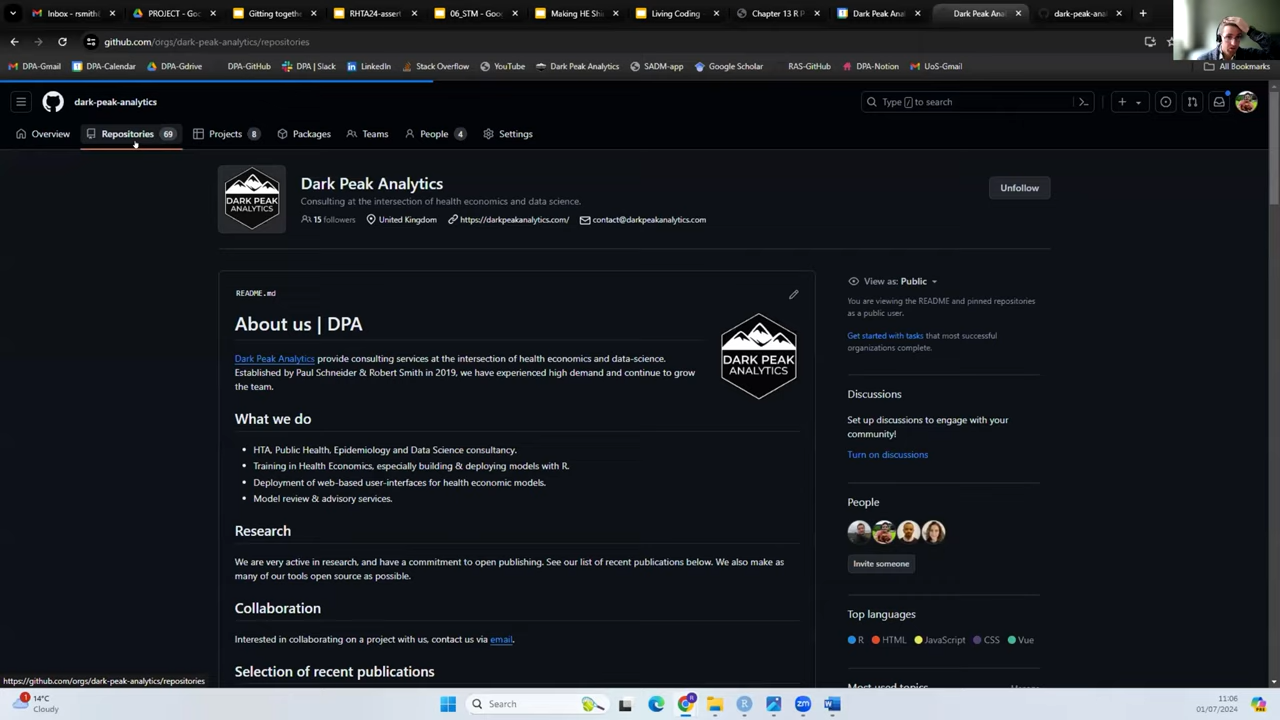 Inbox - rsmith(
PROJECT - Goo
Gitting togethe
RHTA24-assert
06_STM - Googl
Making HE Shi
Living Coding
Chapter 13 R P
Dark Peak Anal
Dark Peak Anal
dark-peak-anal
github.com/orgs/dark-peak-analytics/repositories
DPA-Gmail
DPA-Calendar
DPA-Gdrive
DPA-GitHub
DPA | Slack
LinkedIn
Stack Overflow
YouTube
Dark Peak Analytics
SADM-app
Google Scholar
RAS-GitHub
DPA-Notion
UoS-Gmail
All Bookmarks
dark-peak-analytics
Type / to search
Overview
Repositories 69
Projects 8
Packages
Teams
People 4
Settings
DARK PEAK
ANALYTICS
Dark Peak Analytics
Consulting at the intersection of health economics and data science.
15 followers
United Kingdom
https://darkpeakanalytics.com/
contact@darkpeakanalytics.com
Unfollow
README.md
About us | DPA
DARK PEAK
ANALYTICS
Dark Peak Analytics provide consulting services at the intersection of health economics and data-science.
Established by Paul Schneider & Robert Smith in 2019, we have experienced high demand and continue to grow
the team.
What we do
HTA, Public Health, Epidemiology and Data Science consultancy.
Training in Health Economics, especially building & deploying models with R.
Deployment of web-based user-interfaces for health economic models.
Model review & advisory services.
Research
We are very active in research, and have a commitment to open publishing. See our list of recent publications below. We also make as
many of our tools open source as possible.
Collaboration
Interested in collaborating on a project with us, contact us via email.
Selection of recent publications
View as: Public
You are viewing the README and pinned repositories
as a public user.
Get started with tasks that most successful
organizations complete.
Discussions
Set up discussions to engage with your
community!
Turn on discussions
People
Invite someone
Top languages
R
HTML
JavaScript
CSS
Vue
Most used topics
Manage
https://github.com/orgs/dark-peak-analytics/repositories
1
14°C
Cloudy
Search
11:06
01/07/2024